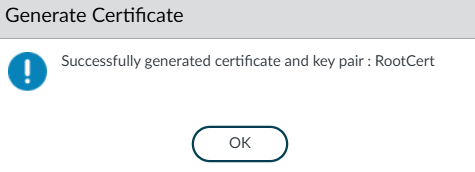 Generate Certificate
Successfully generated certificate and key pair : RootCert
OK